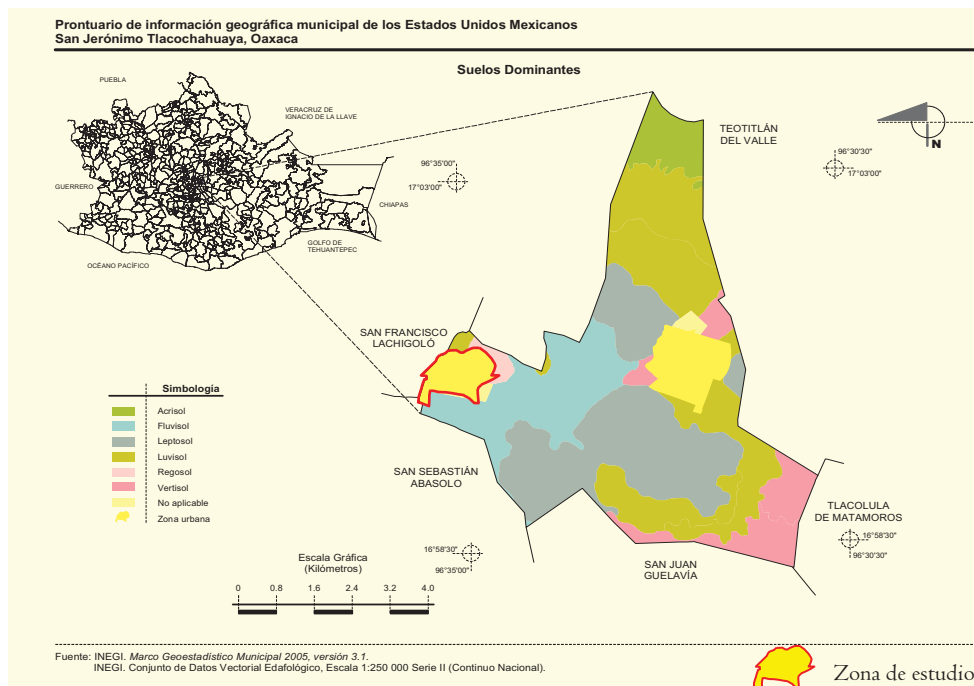 Prontuario de información geográfica municipal de los Estados Unidos Mexicanos
San Jerónimo Tlacochahuaya, Oaxaca
Suelos Dominantes
PUEBLA
VERACRUZ DE
IGNACIO DE LA LLAVE
GUERRERO
CHIAPAS
GOLFO DE
TEHUANTEPEC
OCÉANO PACÍFICO
96°35'00"
17°03'00"
TEOTITLÁN
DEL VALLE
N
96°30'30"
17°03'00"
SAN FRANCISCO
LACHIGOLÓ
Simbología
Acrisol
Fluvisol
Leptosol
Luvisol
Regosol
Vertisol
No aplicable
Zona urbana
SAN SEBASTIÁN
ABASOLO
TLACOLULA
DE MATAMOROS
16°58'30"
96°35'00"
16°58'30"
96°30'30"
SAN JUAN
GUELAVÍA
Escala Gráfica
(Kilómetros)
0 0.8 1.6 2.4 3.2 4.0
Fuente: INEGI. Marco Geoestadístico Municipal 2005, versión 3.1.
INEGI. Conjunto de Datos Vectorial Edafológico, Escala 1:250 000 Serie II (Continuo Nacional).
Zona de estudio